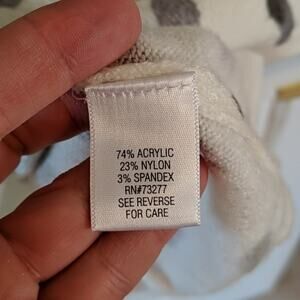 74% ACRYLIC
23% NYLON
3% SPANDEX
RN#73277
SEE REVERSE
FOR CARE